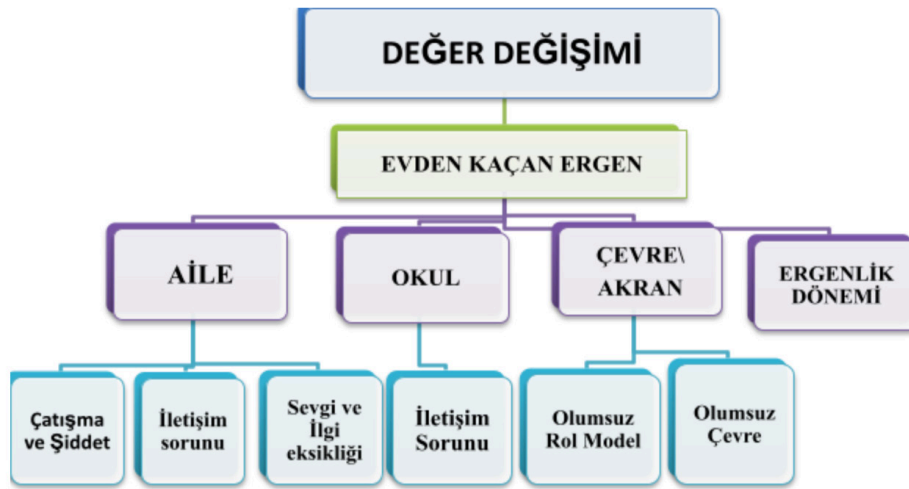 DEĞER DEĞİŞİMİ
EVDEN KAÇAN ERGEN
AİLE
OKUL
ÇEVRE\
AKRAN
ERGENLİK
DÖNEMİ
Çatışma
ve Şiddet
İletişim
sorunu
Sevgi ve
İlgi
eksikliği
İletişim
Sorunu
Olumsuz
Rol Model
Olumsuz
Çevre